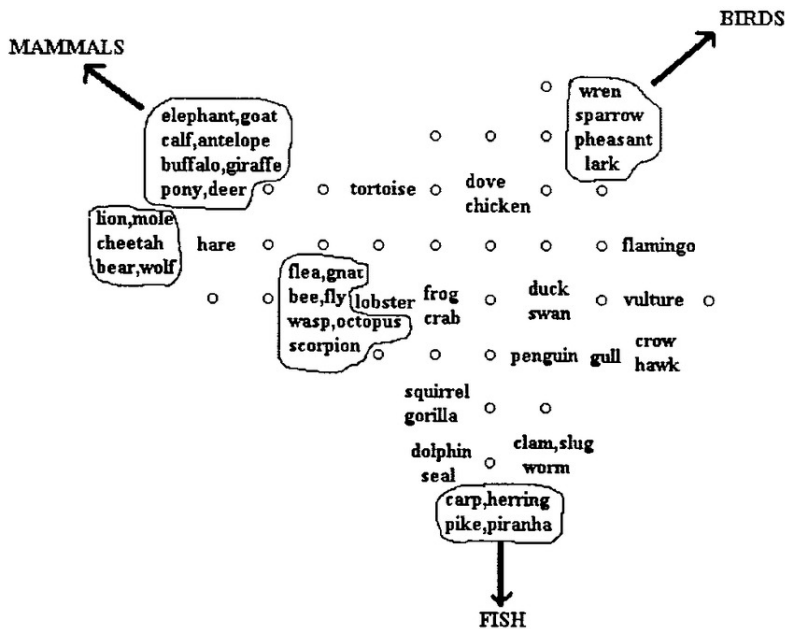 BIRDS
MAMMALS
elephant,goat
calf,antelope
buffalo,giraffe
pony,deer
wren
sparrow
pheasant
lark
tortoise
dove
chicken
lion,mole
cheetah
bear,wolf
hare
flamingo
flea,gnat
bee,fly
lobster
wasp,octopus
scorpion
frog
crab
duck
swan
vulture
penguin
gull
crow
hawk
squirrel
gorilla
dolphin
seal
clam,slug
worm
carp,herring
pike,piranha
FISH